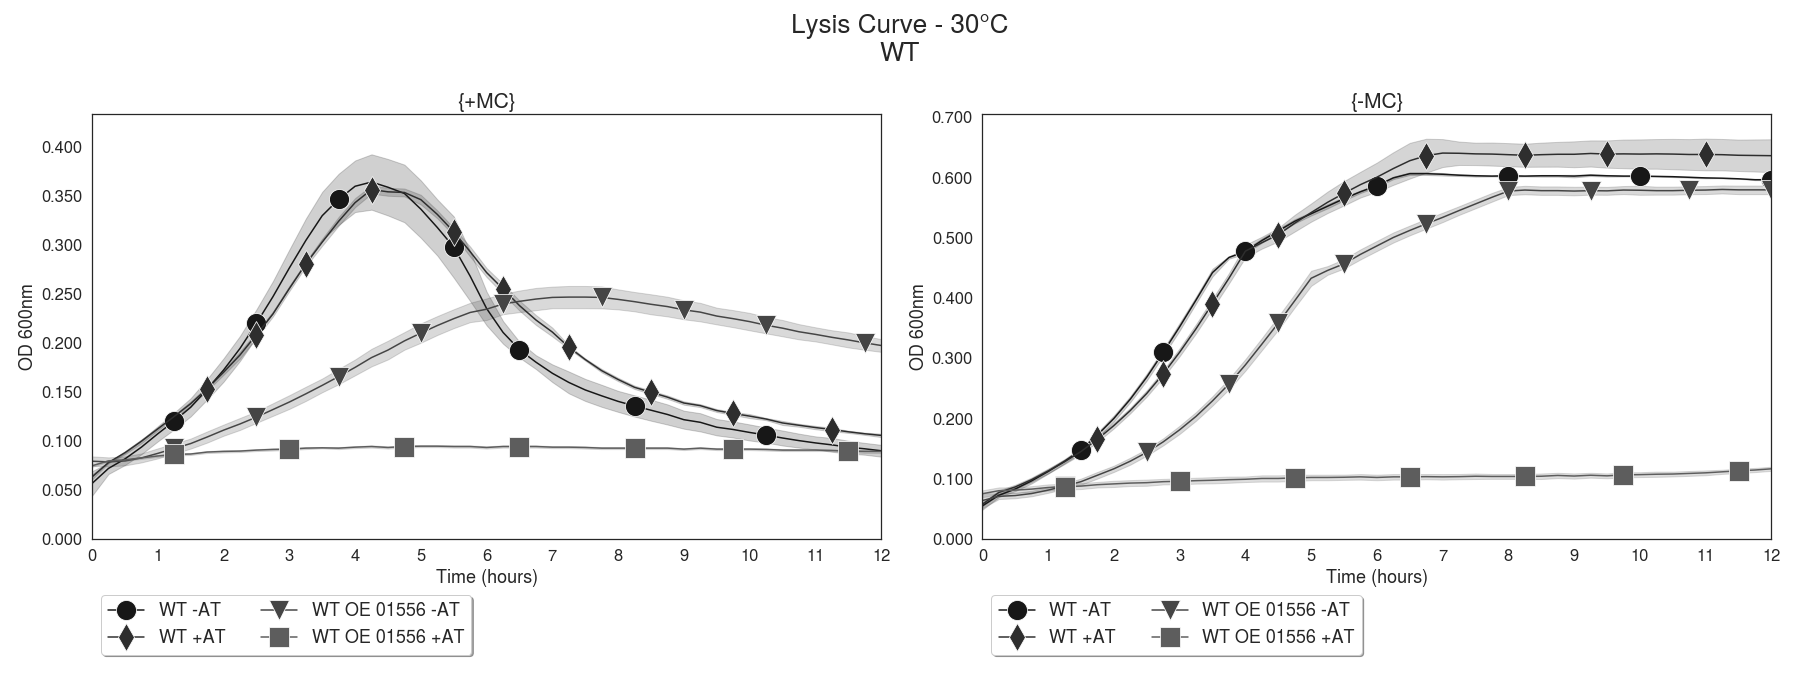 Lysis Curve - 30°C
WT
{+MC}
OD 600nm
0.400
0.350
0.300
0.250
0.200
0.150
0.100
0.050
0.000
0 1 2 3 4 5 6 7 8 9 10 11 12
Time (hours)
WT -AT WT OE 01556 -AT
WT +AT WT OE 01556 +AT
{-MC}
OD 600nm
0.700
0.600
0.500
0.400
0.300
0.200
0.100
0.000
0 1 2 3 4 5 6 7 8 9 10 11 12
Time (hours)
WT -AT WT OE 01556 -AT
WT +AT WT OE 01556 +AT